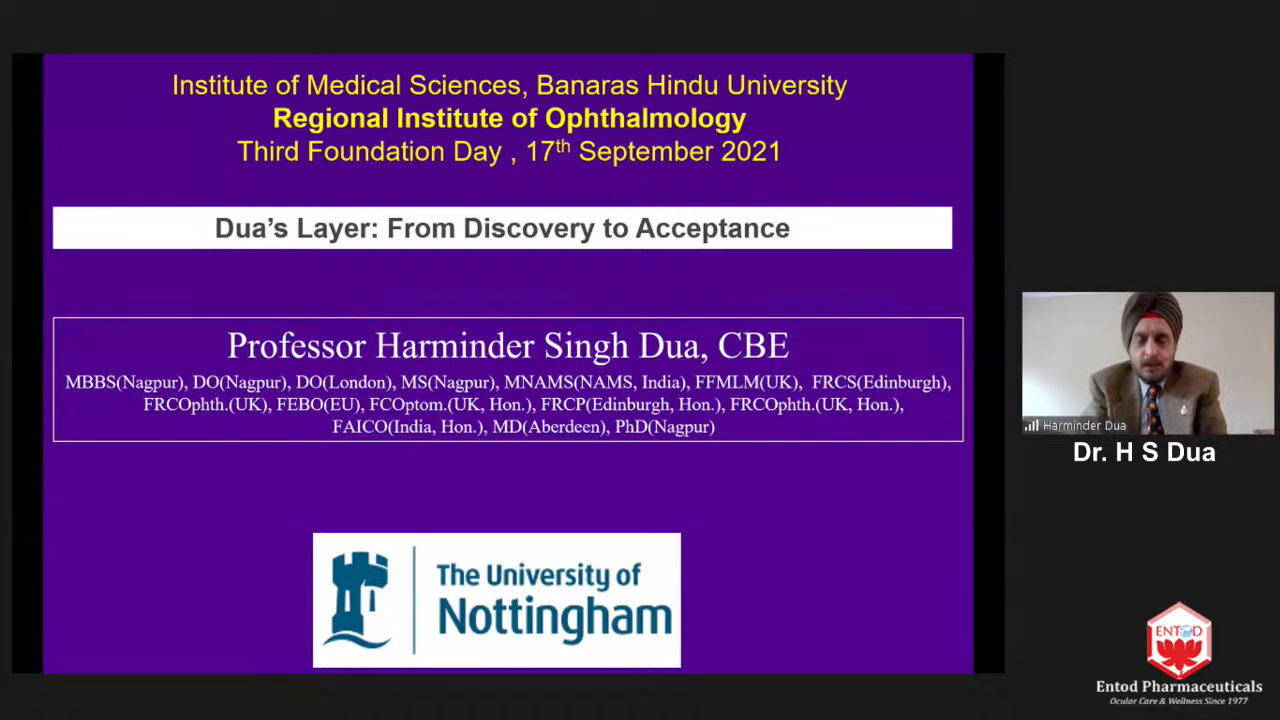 Institute of Medical Sciences, Banaras Hindu University
Regional Institute of Ophthalmology
Third Foundation Day , 17th September 2021
Dua's Layer: From Discovery to Acceptance
Professor Harminder Singh Dua, CBE
MBBS(Nagpur), DO(Nagpur), DO(London), MS(Nagpur), MNAMS(NAMS, India), FFMLM(UK), FRCS(Edinburgh),
FRCOphth.(UK), FEBO(EU), FCOptom.(UK, Hon.), FRCP(Edinburgh, Hon.), FRCOphth.(UK, Hon.),
FAICO(India, Hon.), MD(Aberdeen), PhD(Nagpur)
The University of
Nottingham
Harminder Dua
Dr. H S Dua
ENTOD
Entod Pharmaceuticals
Ocular Care & Wellness Since 1977